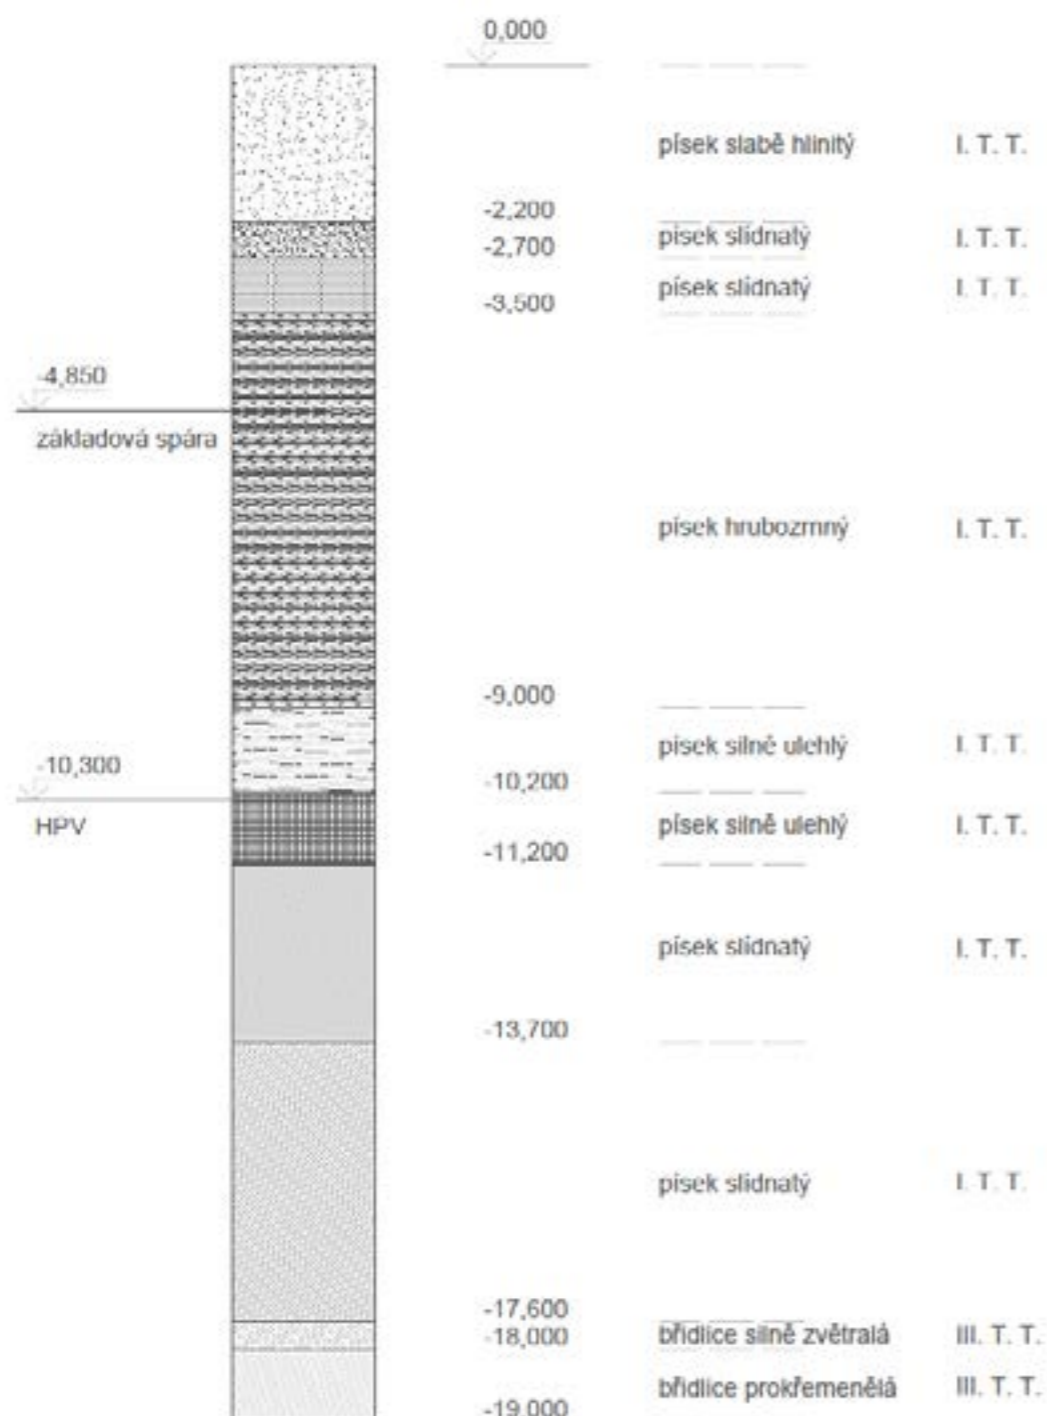 0,000
písek slabě hlinitý I. T. T.
-2,200
písek slídnatý I. T. T.
-2,700
písek slídnatý I. T. T.
-3,500
-4,850
základová spára
písek hrubozrnný I. T. T.
-9,000
písek silně ulehlý I. T. T.
-10,300
-10,200
HPV
písek silně ulehlý I. T. T.
-11,200
písek slídnatý I. T. T.
-13,700
písek slídnatý I. T. T.
-17,600
-18,000
břidlice silně zvětralá III. T. T.
břidlice prokřemenělá III. T. T.
-19,000